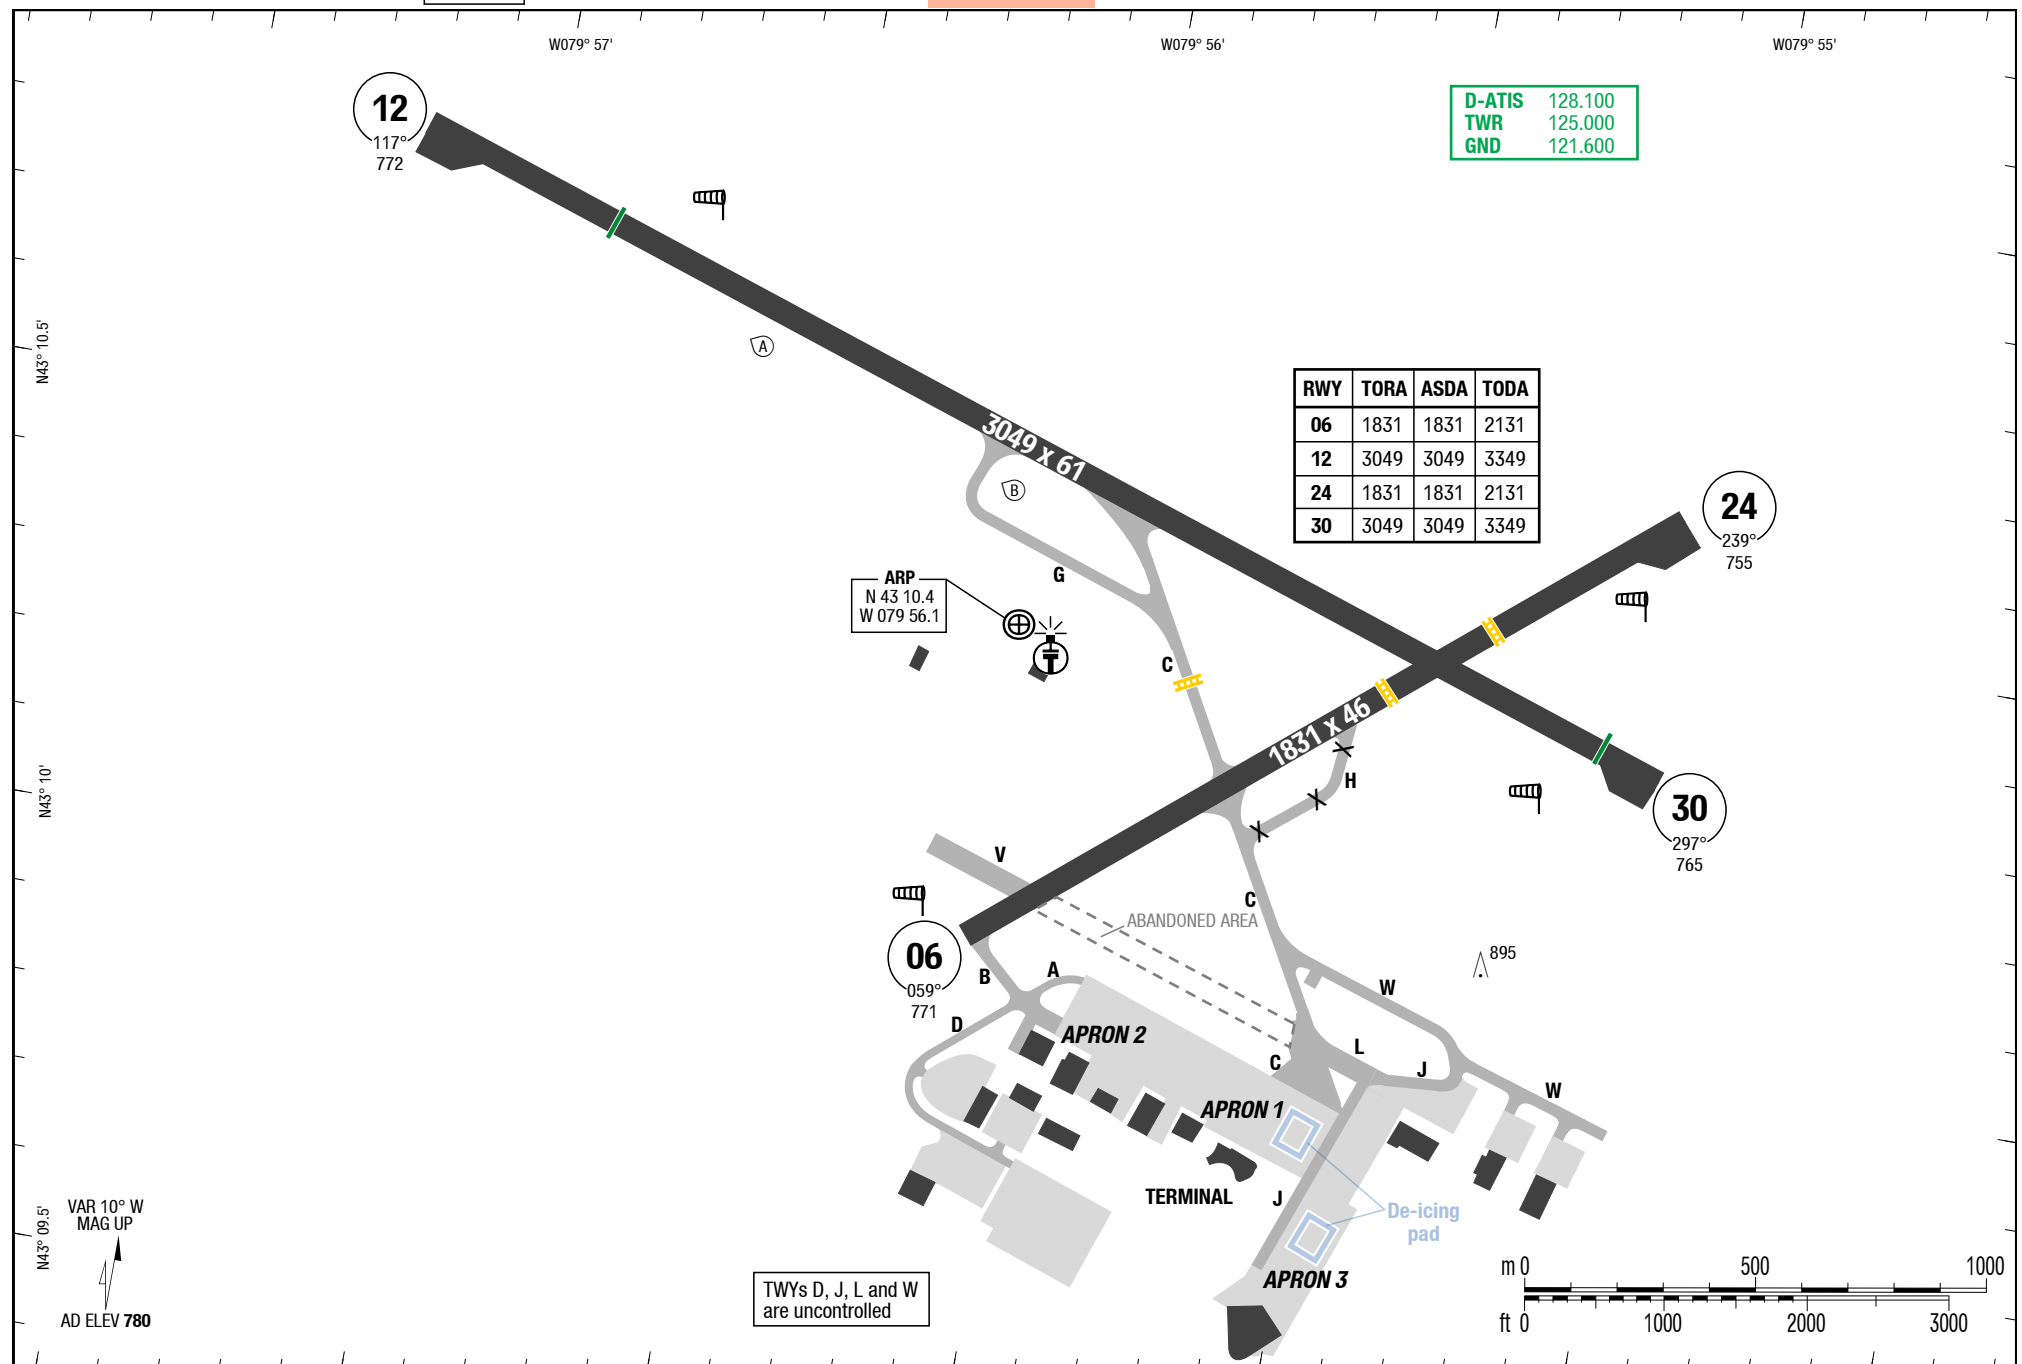 W079° 57'
W079° 56'
W079° 55'
12
117°
772
D-ATIS 128.100
TWR 125.000
GND 121.600
N43° 10.5'
A
RWY TORA ASDA TODA
06 1831 1831 2131
12 3049 3049 3349
24 1831 1831 2131
30 3049 3049 3349
3049 x 61
B
24
239°
755
G
ARP
N 43 10.4
W 079 56.1
C
1831 x 46
H
N43° 10'
30
297°
765
V
C
ABANDONED AREA
06
059°
771
B
A
895
W
D
APRON 2
L
C
J
W
APRON 1
TERMINAL
J
De-icing
pad
VAR 10° W
MAG UP
N43° 09.5'
AD ELEV 780
TWYs D, J, L and W
are uncontrolled
APRON 3
m 0 500 1000
ft 0 1000 2000 3000